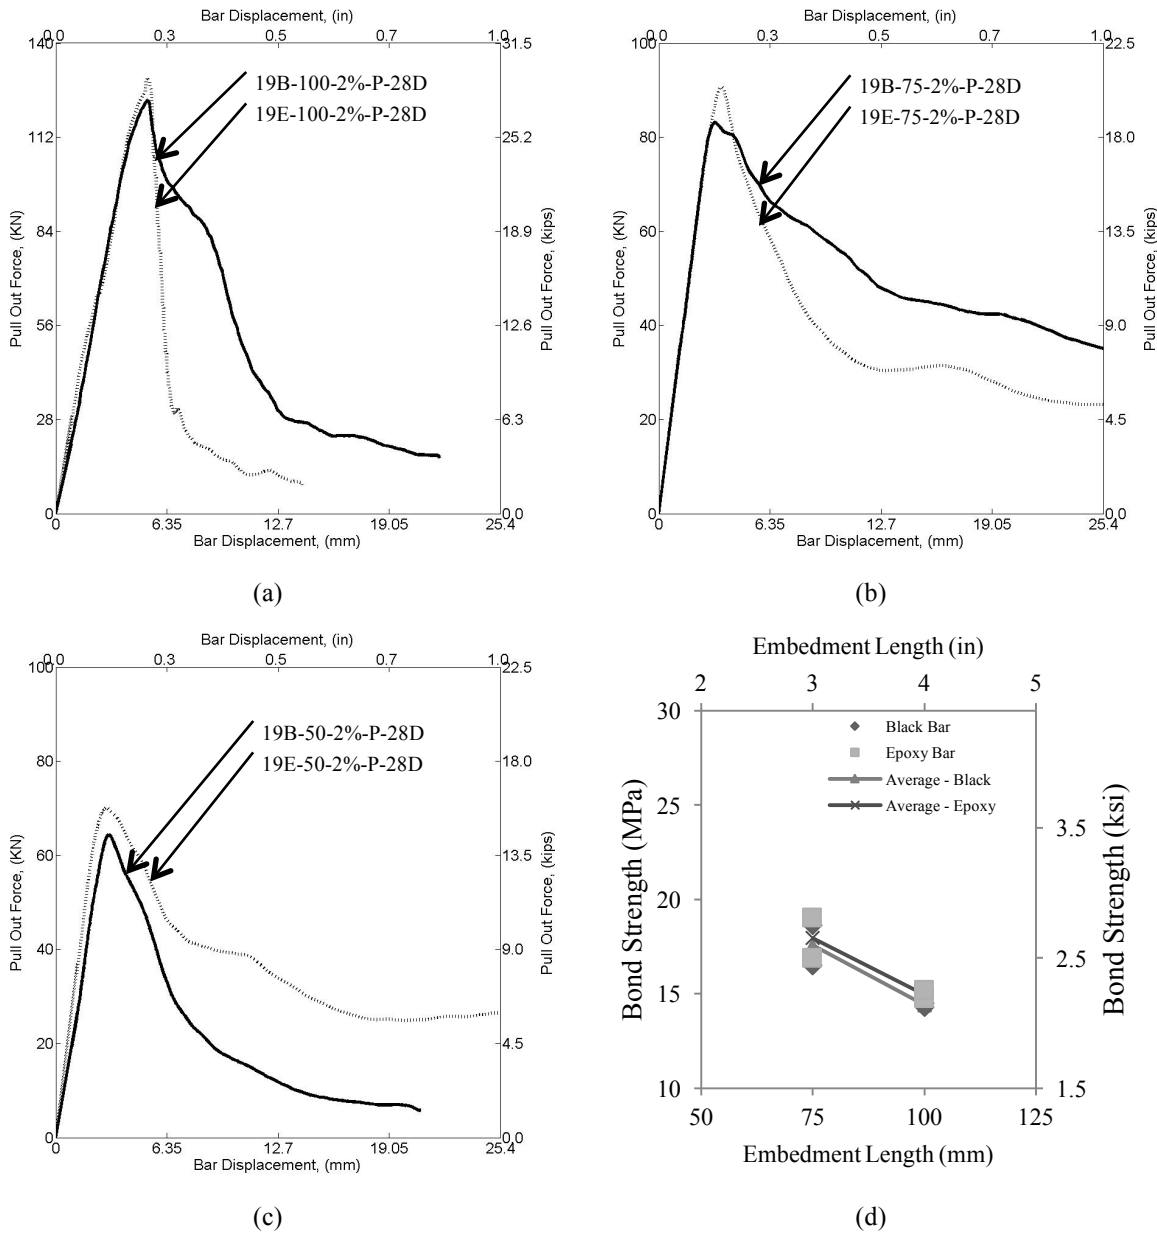 Bar Displacement, (in)
0.0 0.3 0.5 0.7 1.0
140 31.5
19B-100-2%-P-28D
19E-100-2%-P-28D
112 25.2
84 18.9
Pull Out Force, (KN)
Pull Out Force, (kips)
56 12.6
28 6.3
0 0.0
0 6.35 12.7 19.05 25.4
Bar Displacement, (mm)
(a)
Bar Displacement, (in)
0.0 0.3 0.5 0.7 1.0
100 22.5
19B-75-2%-P-28D
19E-75-2%-P-28D
80 18.0
60 13.5
Pull Out Force, (KN)
Pull Out Force, (kips)
40 9.0
20 4.5
0 0.0
0 6.35 12.7 19.05 25.4
Bar Displacement, (mm)
(b)
Bar Displacement, (in)
0.0 0.3 0.5 0.7 1.0
100 22.5
19B-50-2%-P-28D
19E-50-2%-P-28D
80 18.0
60 13.5
Pull Out Force, (KN)
Pull Out Force, (kips)
40 9.0
20 4.5
0 0.0
0 6.35 12.7 19.05 25.4
Bar Displacement, (mm)
(c)
Embedment Length (in)
2 3 4 5
30
Black Bar
Epoxy Bar
Average - Black
Average - Epoxy
25
3.5
20
Bond Strength (MPa)
Bond Strength (ksi)
2.5
15
10 1.5
50 75 100 125
Embedment Length (mm)
(d)